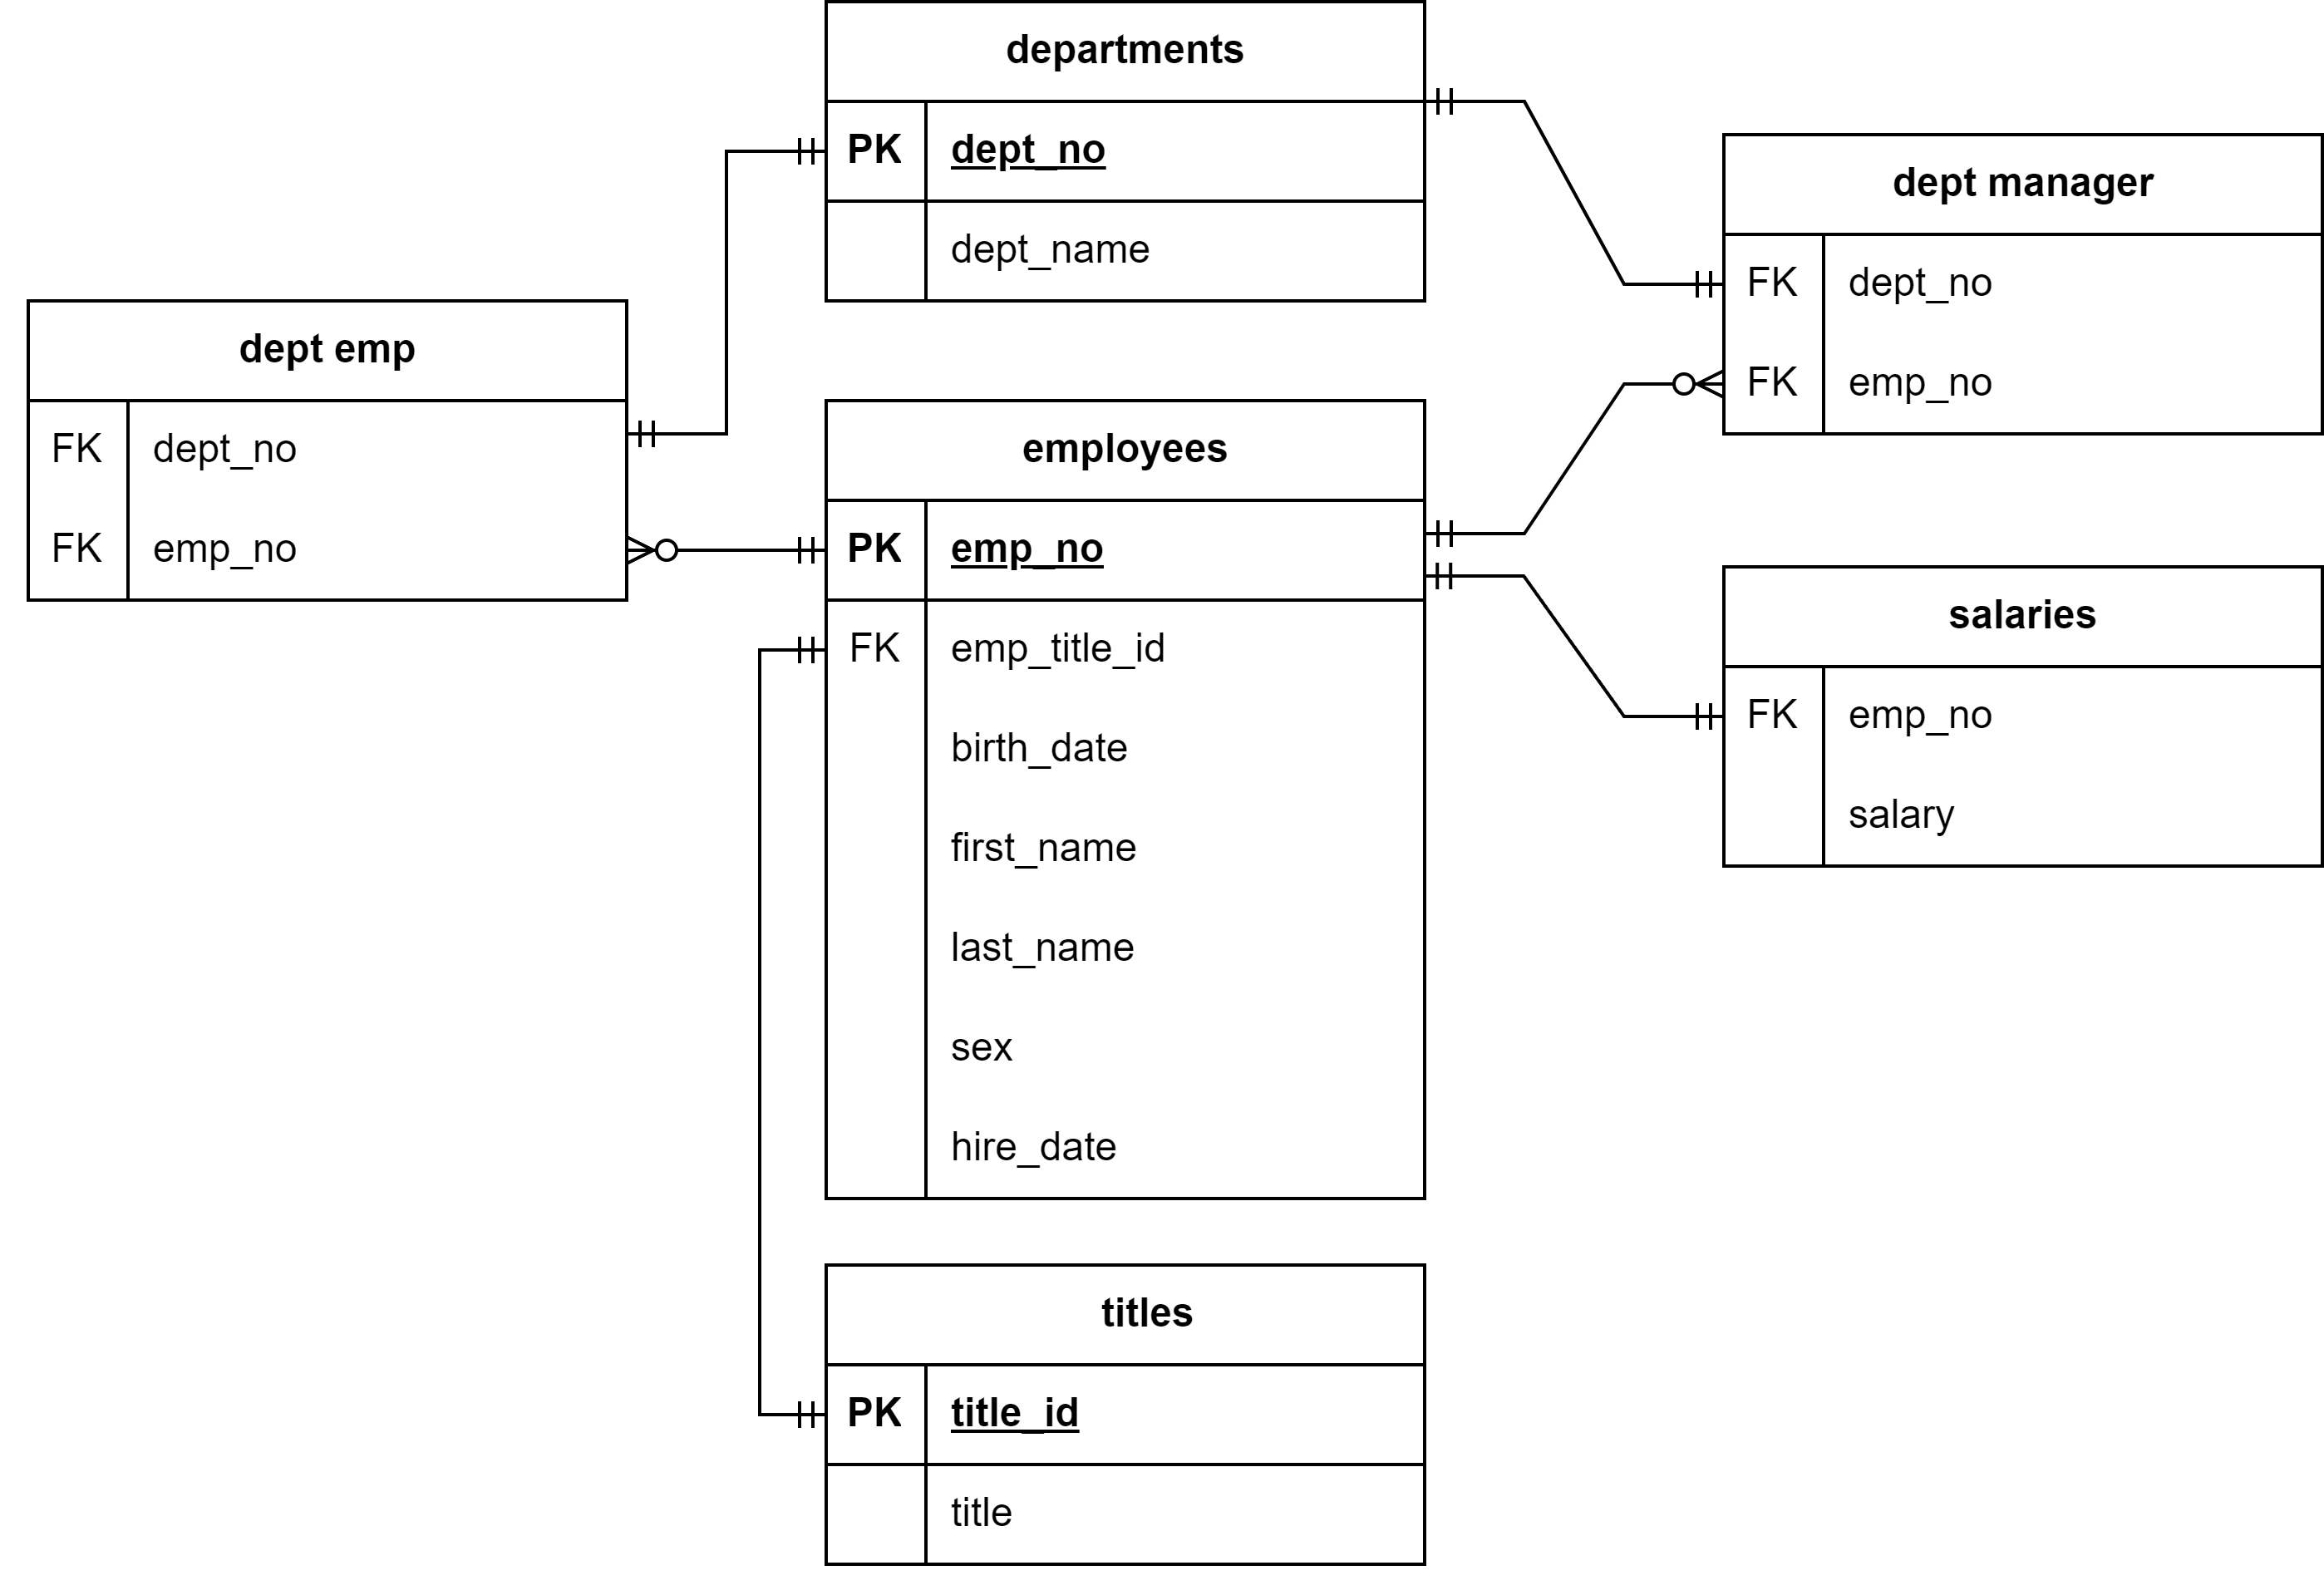 departments
PK dept_no
dept_name
dept manager
FK dept_no
FK emp_no
dept emp
FK dept_no
FK emp_no
employees
PK emp_no
FK emp_title_id
birth_date
first_name
last_name
sex
hire_date
salaries
FK emp_no
salary
titles
PK title_id
title